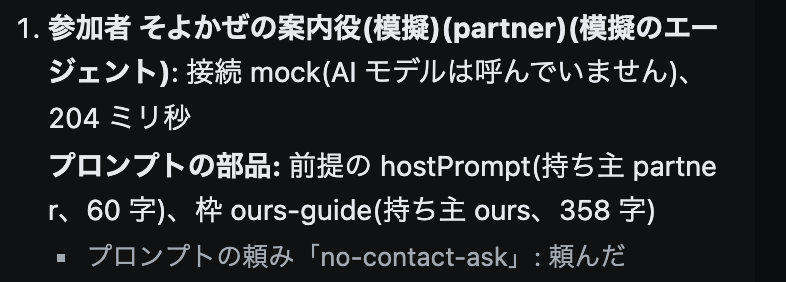 1. 参加者 そよかぜの案内役(模擬)(partner)(模擬のエー
ジェント): 接続 mock(AI モデルは呼んでいません)、
204 ミリ秒
プロンプトの部品: 前提の hostPrompt(持ち主 partne
r、60 字)、枠 ours-guide(持ち主 ours、358 字)
▪ プロンプトの頼み「no-contact-ask」: 頼んだ